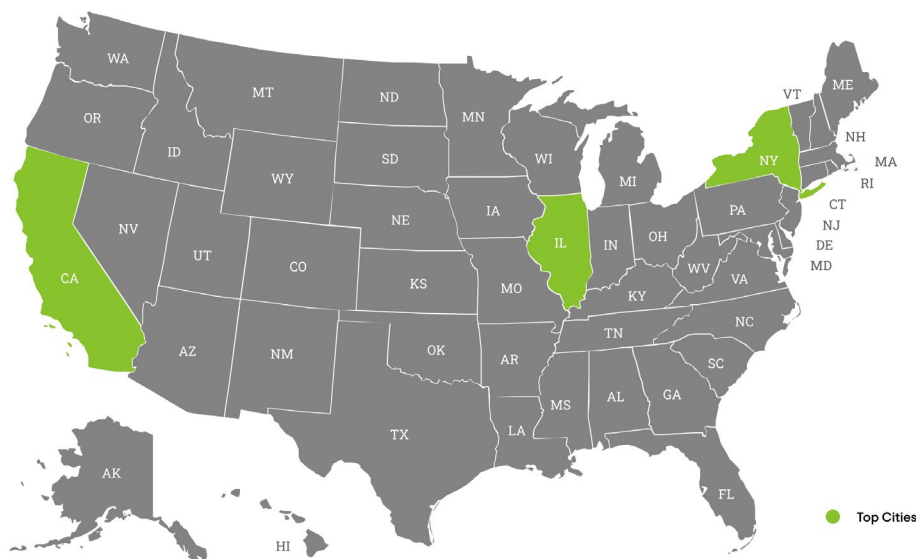 WA
MT
ND
MN
VT
ME
OR
ID
SD
WI
MI
NY
NH
MA
RI
CT
WY
IA
NE
PA
NJ
DE
MD
NV
UT
CO
IL
IN
OH
WV
VA
CA
KS
MO
KY
NC
AZ
NM
OK
AR
TN
SC
TX
LA
MS
AL
GA
AK
HI
FL
Top Cities